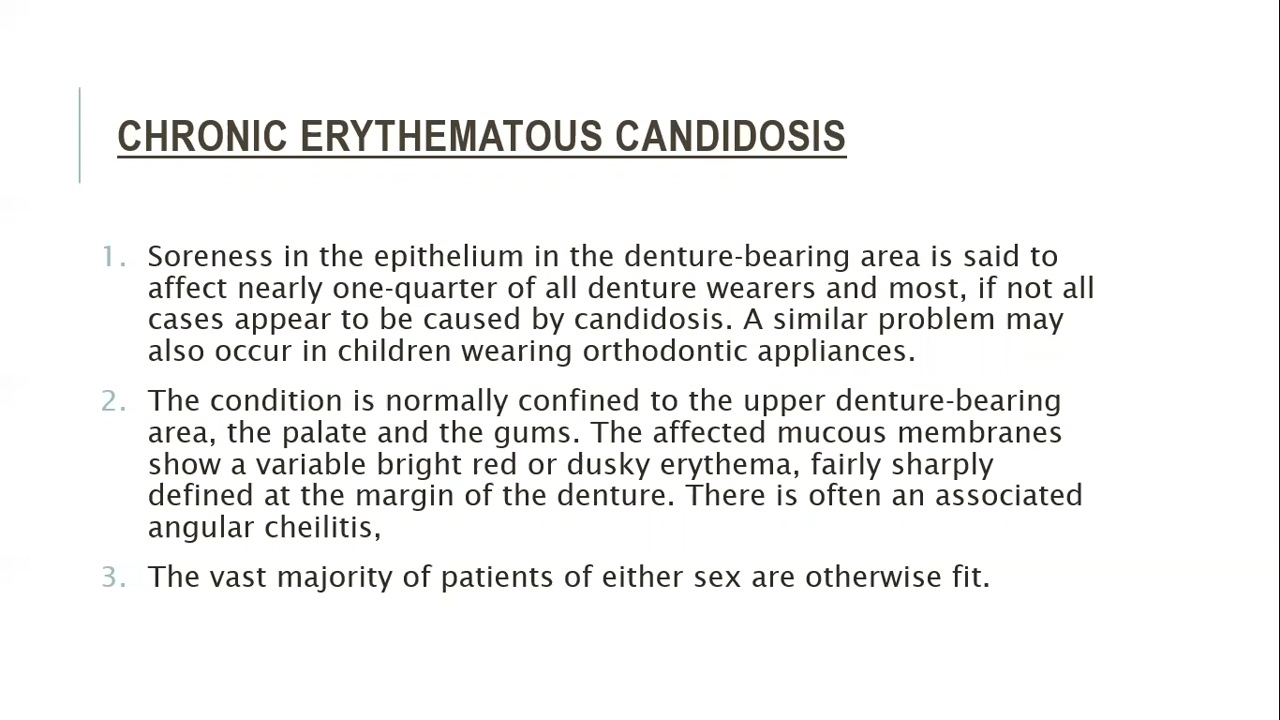 CHRONIC ERYTHEMATOUS CANDIDOSIS
1. Soreness in the epithelium in the denture-bearing area is said to
affect nearly one-quarter of all denture wearers and most, if not all
cases appear to be caused by candidosis. A similar problem may
also occur in children wearing orthodontic appliances.
2. The condition is normally confined to the upper denture-bearing
area, the palate and the gums. The affected mucous membranes
show a variable bright red or dusky erythema, fairly sharply
defined at the margin of the denture. There is often an associated
angular cheilitis,
3. The vast majority of patients of either sex are otherwise fit.